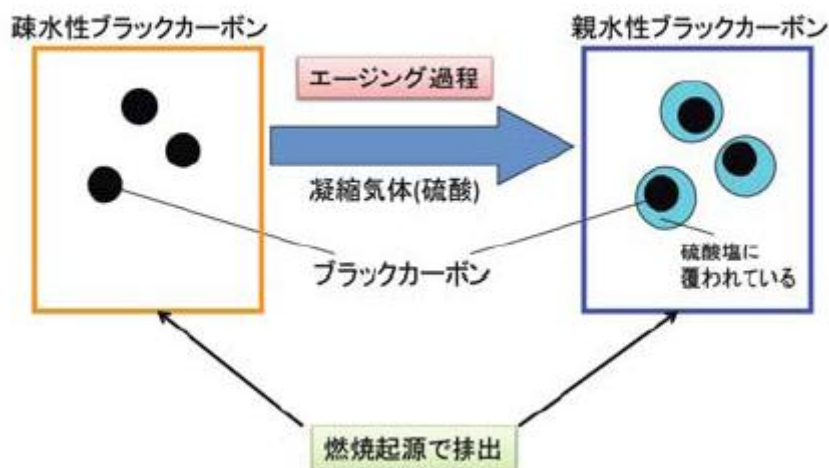 疎水性ブラックカーボン
親水性ブラックカーボン
エージング過程
凝縮気体(硫酸)
ブラックカーボン
硫酸塩に
覆われている
燃焼起源で排出